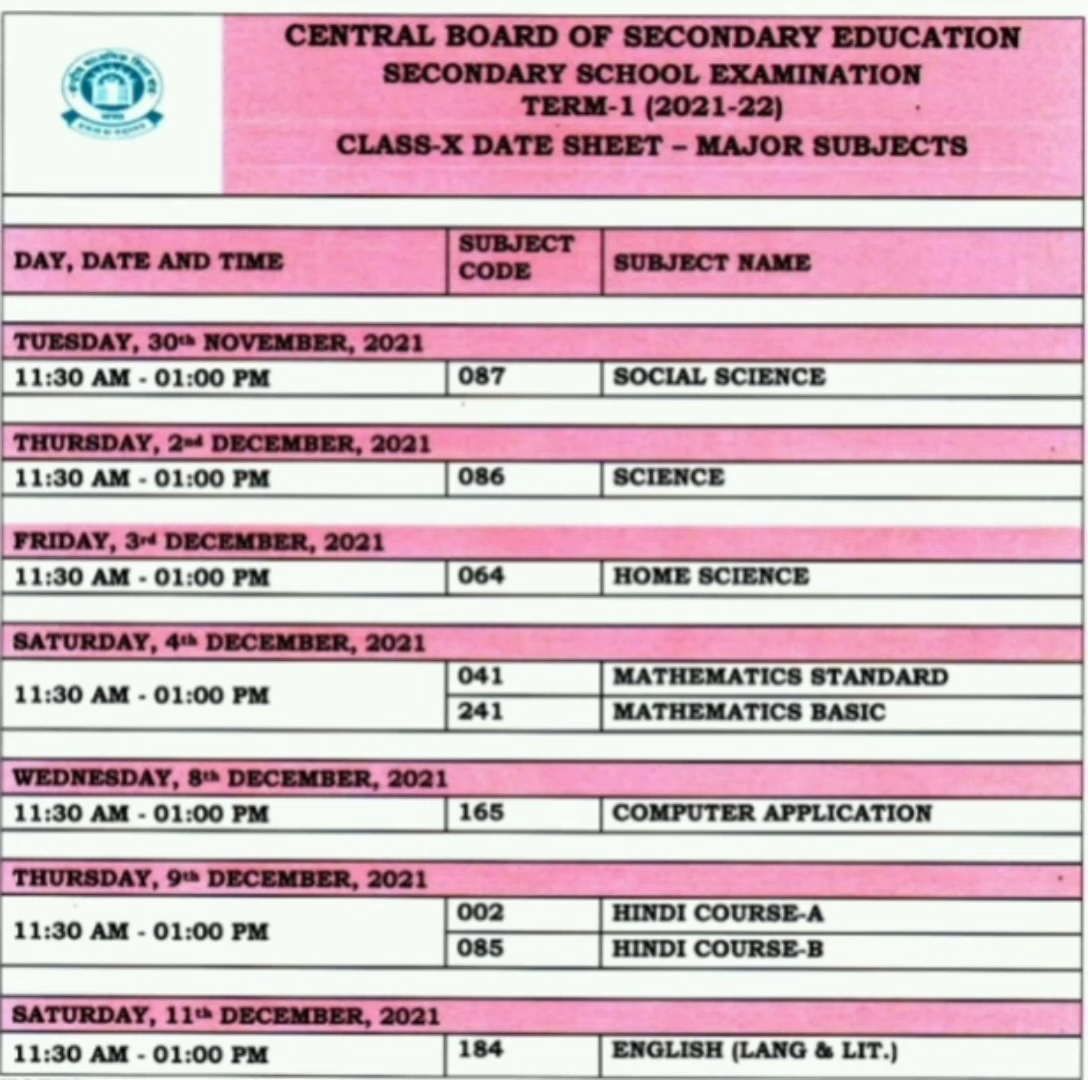 CENTRAL BOARD OF SECONDARY EDUCATION
SECONDARY SCHOOL EXAMINATION
TERM-1 (2021-22)
CLASS-X DATE SHEET – MAJOR SUBJECTS
DAY, DATE AND TIME SUBJECT CODE SUBJECT NAME
TUESDAY, 30th NOVEMBER, 2021
11:30 AM - 01:00 PM 087 SOCIAL SCIENCE
THURSDAY, 2nd DECEMBER, 2021
11:30 AM - 01:00 PM 086 SCIENCE
FRIDAY, 3rd DECEMBER, 2021
11:30 AM - 01:00 PM 064 HOME SCIENCE
SATURDAY, 4th DECEMBER, 2021
11:30 AM - 01:00 PM 041 MATHEMATICS STANDARD
241 MATHEMATICS BASIC
WEDNESDAY, 8th DECEMBER, 2021
11:30 AM - 01:00 PM 165 COMPUTER APPLICATION
THURSDAY, 9th DECEMBER, 2021
11:30 AM - 01:00 PM 002 HINDI COURSE-A
085 HINDI COURSE-B
SATURDAY, 11th DECEMBER, 2021
11:30 AM - 01:00 PM 184 ENGLISH (LANG & LIT.)